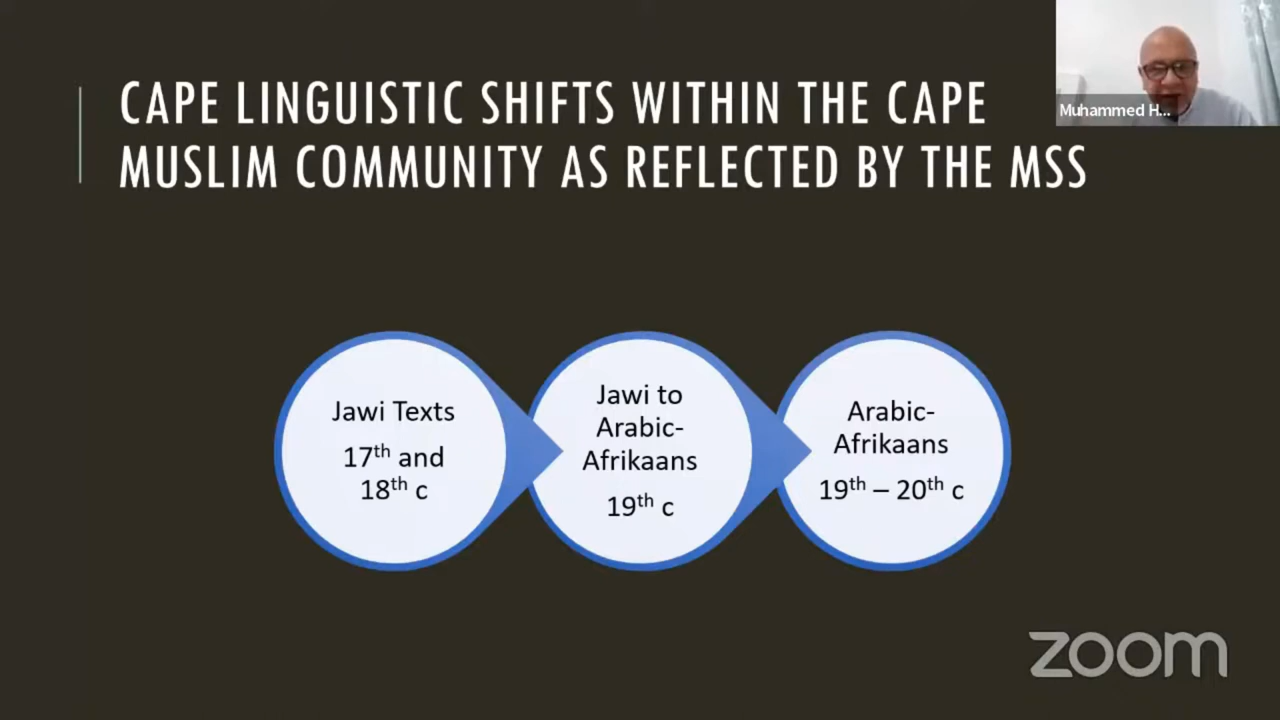 CAPE LINGUISTIC SHIFTS WITHIN THE CAPE
MUSLIM COMMUNITY AS REFLECTED BY THE MSS
Muhammed H...
Jawi Texts
17th and
18th c
Jawi to
Arabic-
Afrikaans
19th c
Arabic-
Afrikaans
19th – 20th c
zoom